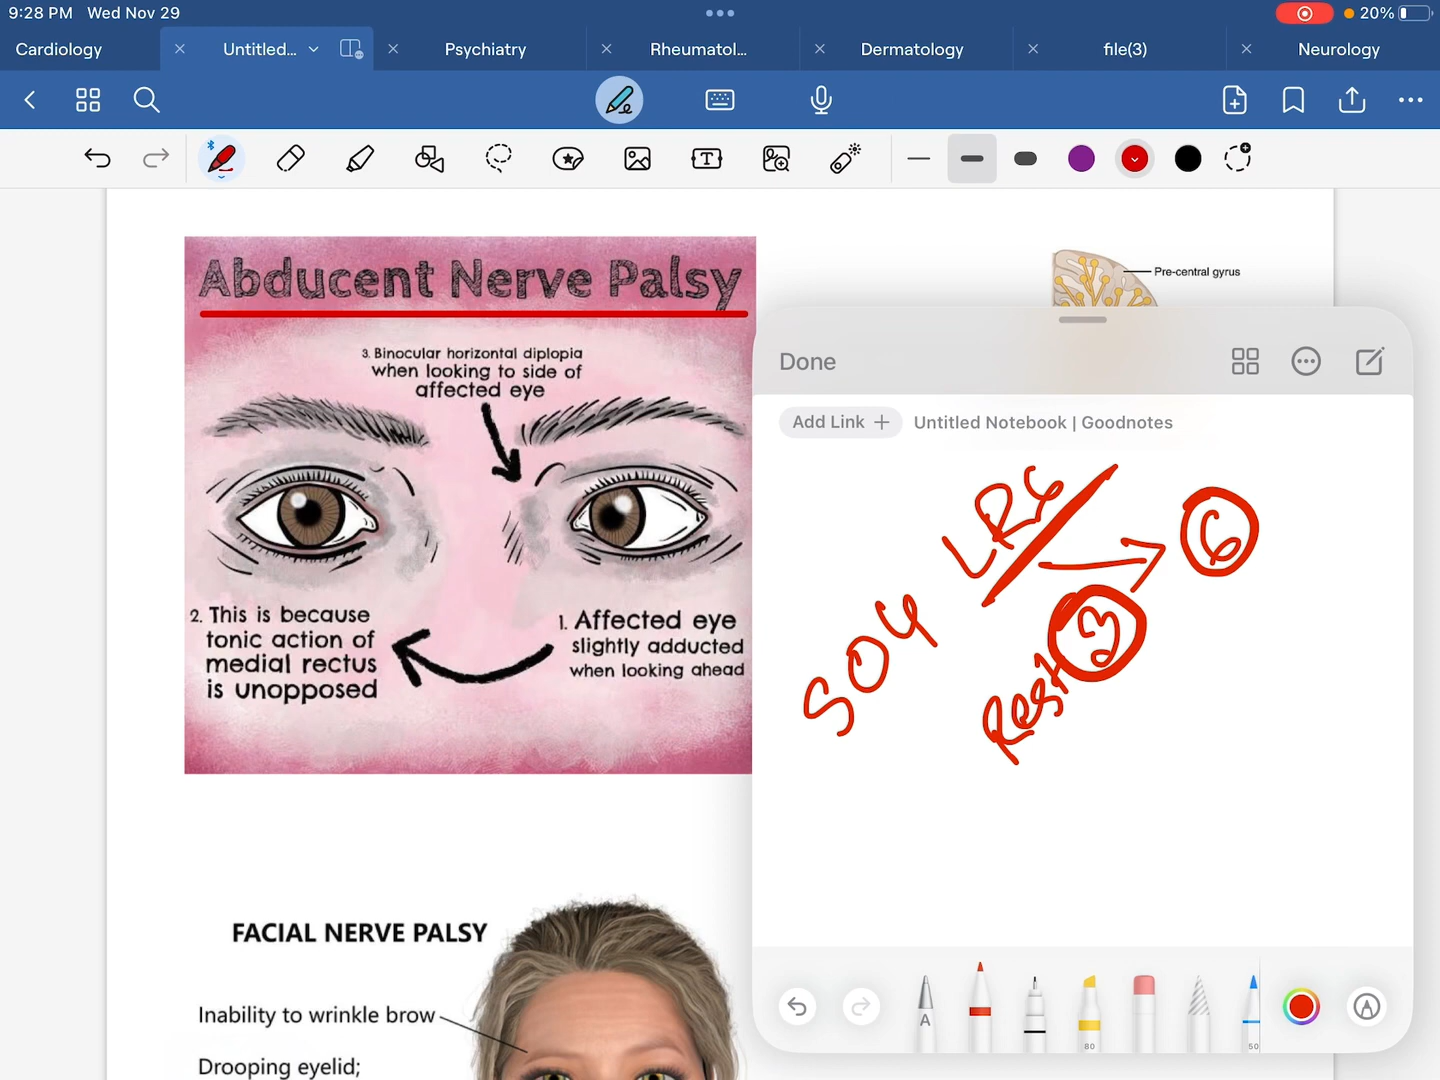 9:28 PM Wed Nov 29
20%
Cardiology
Untitled...
Psychiatry
Rheumatol...
Dermatology
file(3)
Neurology
Abducent Nerve Palsy
3. Binocular horizontal diplopia
when looking to side of
affected eye
2. This is because
tonic action of
medial rectus
is unopposed
1. Affected eye
slightly adducted
when looking ahead
Pre-central gyrus
Done
Add Link + Untitled Notebook | Goodnotes
SO4 LR6
6
Rest 3
A
80
50
FACIAL NERVE PALSY
Inability to wrinkle brow
Drooping eyelid;